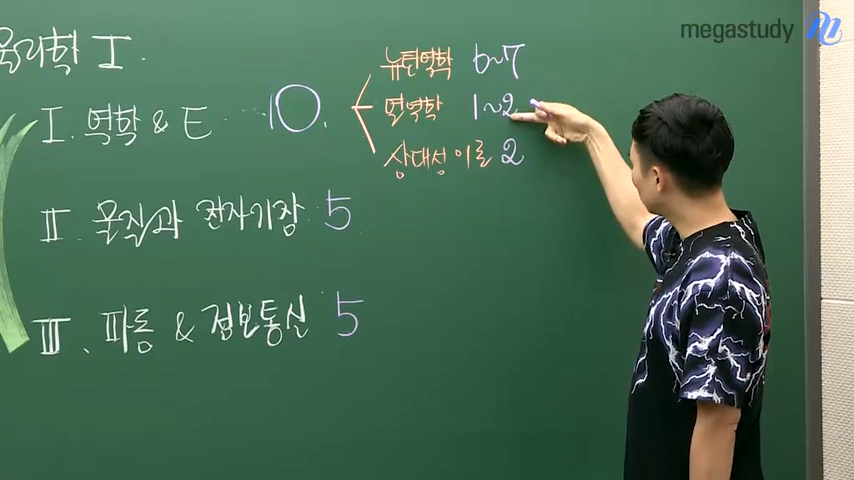 megastudy
물리학 I.
I. 역학 & E 10.
뉴턴역학 6~7
열역학 1~2
상대성이론 2
II. 물질과 전자기장 5
III. 파동 & 정보통신 5